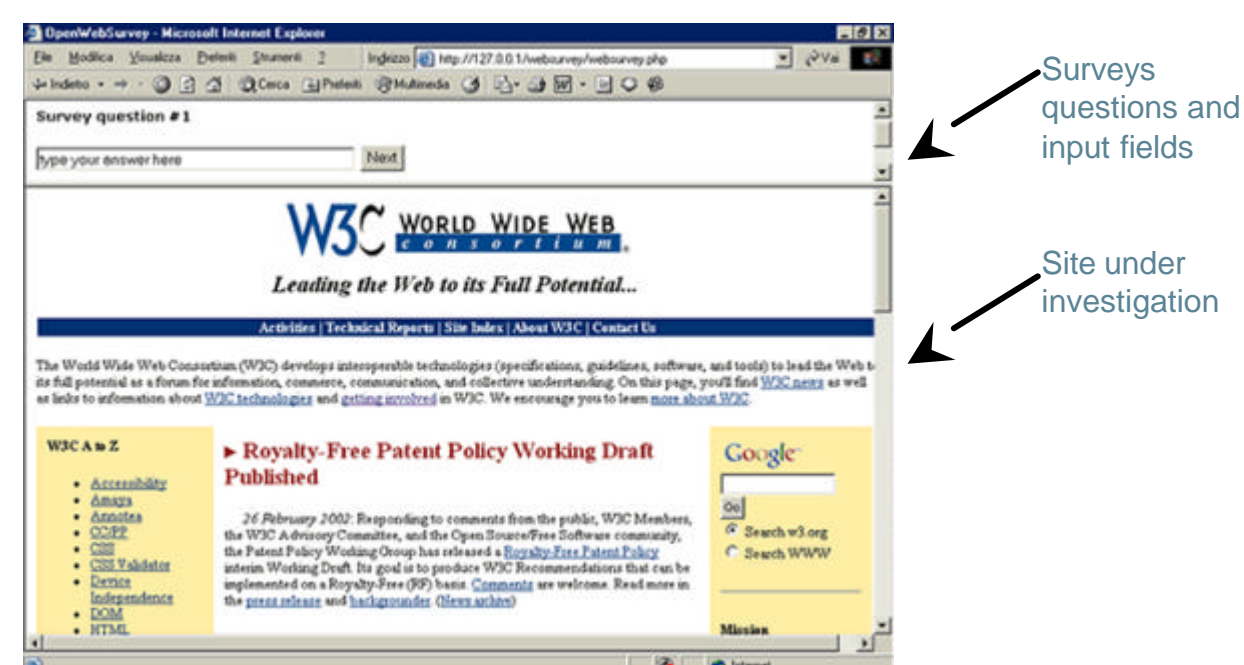 OpenWebSurvey - Microsoft Internet Explorer
File Modifica Visualizza Preferiti Strumenti ? Indirizzo http://127.0.0.1/websurvey/websurvey.php Vai
Indietro Cerca Preferiti Multimedia
Survey question #1
type your answer here Next
Surveys
questions and
input fields
W3C WORLD WIDE WEB
consortium
Leading the Web to its Full Potential...
Site under
investigation
Activities | Technical Reports | Site Index | About W3C | Contact Us
The World Wide Web Consortium (W3C) develops interoperable technologies (specifications, guidelines, software, and tools) to lead the Web to
its full potential as a forum for information, commerce, communication, and collective understanding. On this page, you'll find W3C news as well
as links to information about W3C technologies and getting involved in W3C. We encourage you to learn more about W3C.
W3C A to Z
Accessibility
Amaya
Annotea
CC/PP
CSS
CSS Validator
Device
Independence
DOM
HTML
► Royalty-Free Patent Policy Working Draft
Published
26 February 2002: Responding to comments from the public, W3C Members,
the W3C Advisory Committee, and the Open Source/Free Software community,
the Patent Policy Working Group has released a Royalty-Free Patent Policy
interim Working Draft. Its goal is to produce W3C Recommendations that can be
implemented on a Royalty-Free (RF) basis. Comments are welcome. Read more in
the press release and backgrounder. (News archive)
Google
Go
Search w3.org
Search WWW
Mission
Internet